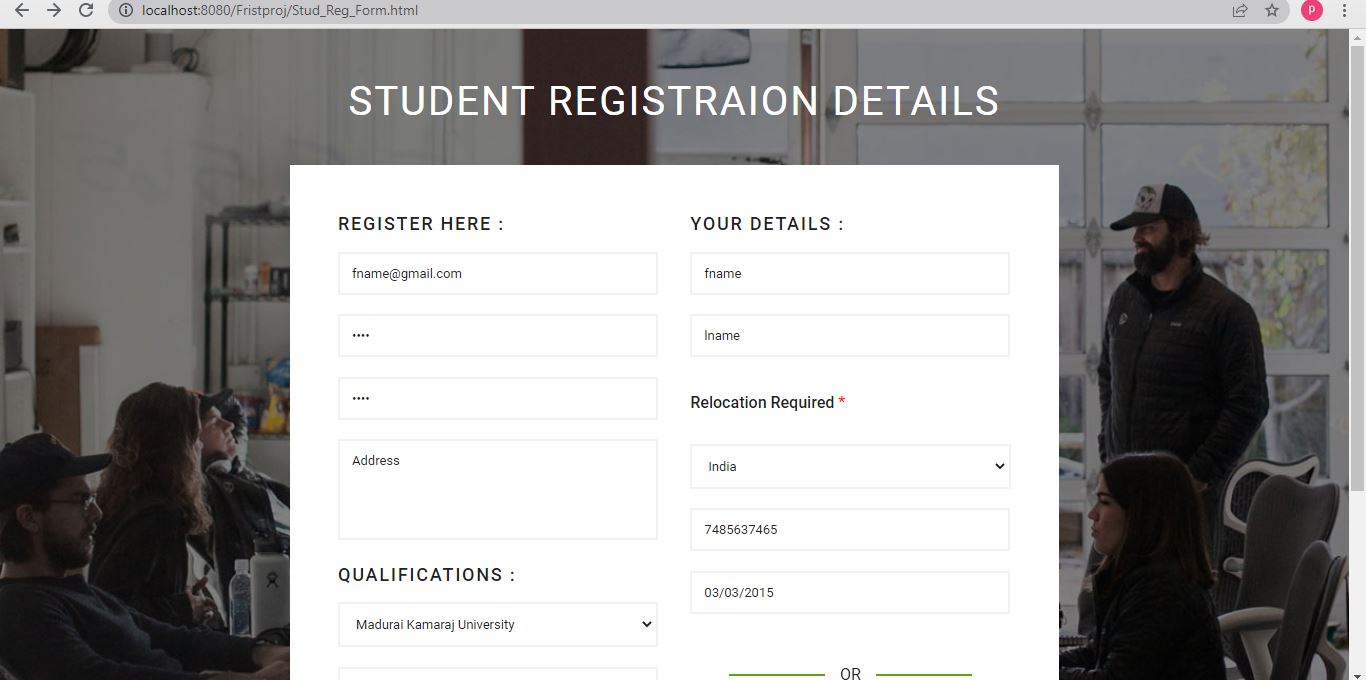 localhost:8080/Fristproj/Stud_Reg_Form.html
P
STUDENT REGISTRAION DETAILS
REGISTER HERE :
fname@gmail.com
••••
••••
Address
QUALIFICATIONS :
Madurai Kamaraj University
YOUR DETAILS :
fname
lname
Relocation Required *
India
7485637465
03/03/2015
OR